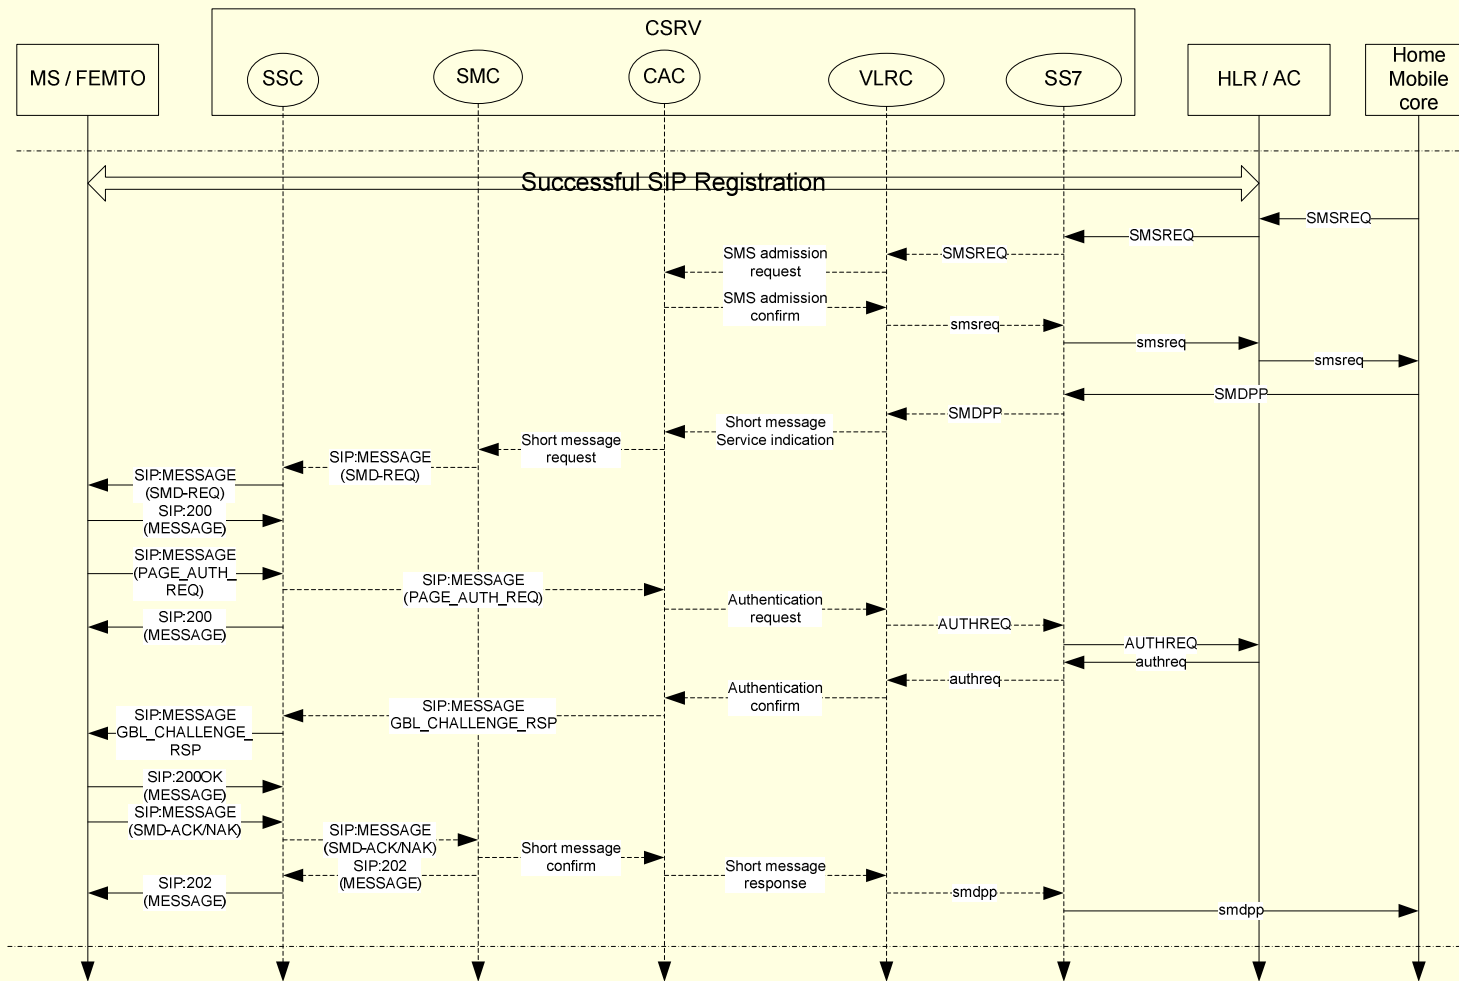 CSRV
MS / FEMTO
SSC
SMC
CAC
VLRC
SS7
HLR / AC
Home
Mobile
core
Successful SIP Registration
SMSREQ
SMSREQ
SMSREQ
SMS admission
request
SMS admission
confirm
smsreq
smsreq
smsreq
SMDPP
SMDPP
Short message
Service indication
Short message
request
SIP:MESSAGE
(SMD-REQ)
SIP:MESSAGE
(SMD-REQ)
SIP:200
(MESSAGE)
SIP:MESSAGE
(PAGE_AUTH_
REQ)
SIP:MESSAGE
(PAGE_AUTH_REQ)
Authentication
request
SIP:200
(MESSAGE)
AUTHREQ
AUTHREQ
authreq
authreq
Authentication
confirm
SIP:MESSAGE
GBL_CHALLENGE_RSP
SIP:MESSAGE
GBL_CHALLENGE_
RSP
SIP:200OK
(MESSAGE)
SIP:MESSAGE
(SMD-ACK/NAK)
SIP:MESSAGE
(SMD-ACK/NAK)
Short message
confirm
SIP:202
(MESSAGE)
Short message
response
SIP:202
(MESSAGE)
smdpp
smdpp